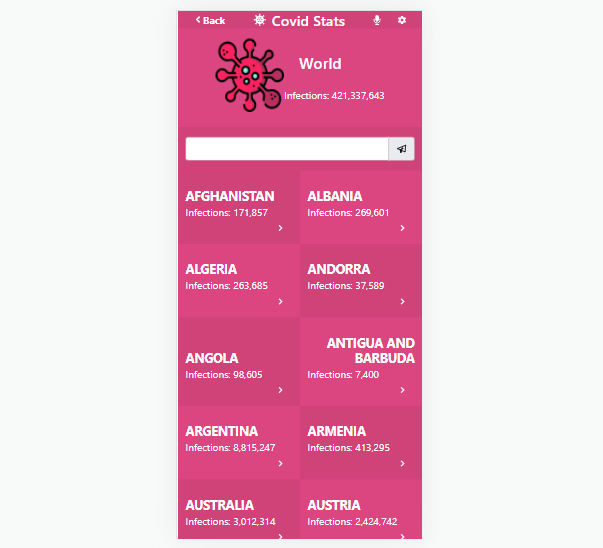 Back
Covid Stats
World
Infections: 421,337,643
AFGHANISTAN
Infections: 171,857
ALBANIA
Infections: 269,601
ALGERIA
Infections: 263,685
ANDORRA
Infections: 37,589
ANGOLA
Infections: 98,605
ANTIGUA AND
BARBUDA
Infections: 7,400
ARGENTINA
Infections: 8,815,247
ARMENIA
Infections: 413,295
AUSTRALIA
Infections: 3,012,314
AUSTRIA
Infections: 2,424,742